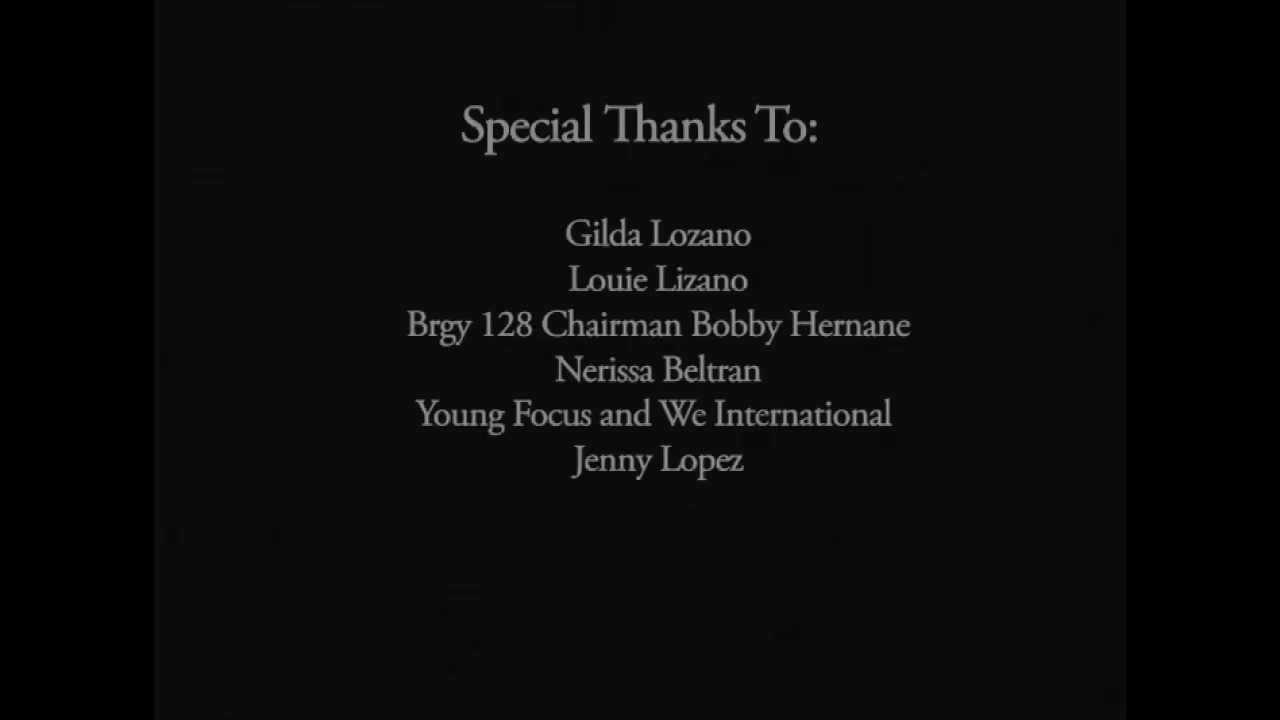 Special Thanks To:
Gilda Lozano
Louie Lizano
Brgy 128 Chairman Bobby Hernane
Nerissa Beltran
Young Focus and We International
Jenny Lopez